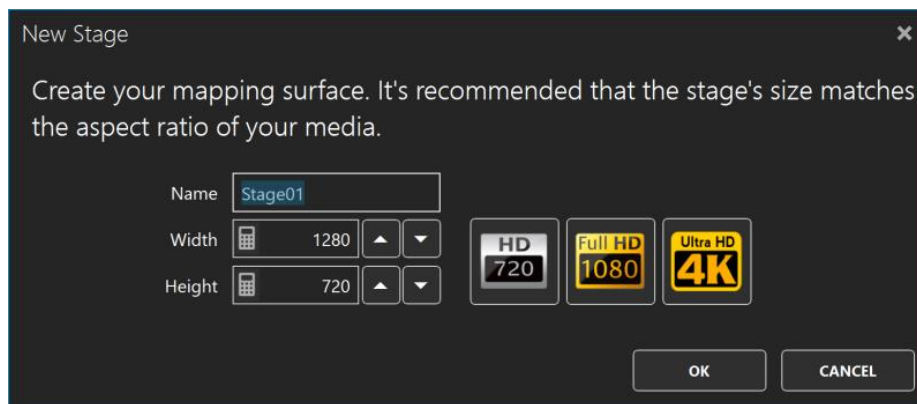 New Stage
Create your mapping surface. It's recommended that the stage's size matches
the aspect ratio of your media.
Name Stage01
Width 1280
Height 720
HD
720
Full HD
1080
Ultra HD
4K
OK CANCEL